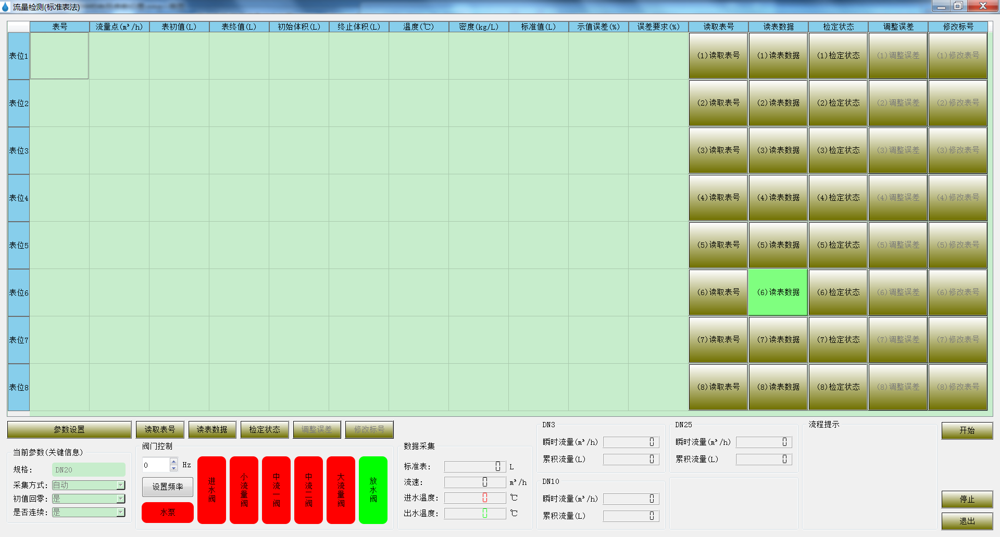 流量检测(标准表法)
表号 流量点(m³/h) 表初值(L) 表终值(L) 初始体积(L) 终止体积(L) 温度(℃) 密度(kg/L) 标准值(L) 示值误差(%) 误差要求(%) 读取表号 读表数据 检定状态 调整误差 修改标号
表位1 (1)读取表号 (1)读表数据 (1)检定状态 (1)调整误差 (1)修改表号
表位2 (2)读取表号 (2)读表数据 (2)检定状态 (2)调整误差 (2)修改表号
表位3 (3)读取表号 (3)读表数据 (3)检定状态 (3)调整误差 (3)修改表号
表位4 (4)读取表号 (4)读表数据 (4)检定状态 (4)调整误差 (4)修改表号
表位5 (5)读取表号 (5)读表数据 (5)检定状态 (5)调整误差 (5)修改表号
表位6 (6)读取表号 (6)读表数据 (6)检定状态 (6)调整误差 (6)修改表号
表位7 (7)读取表号 (7)读表数据 (7)检定状态 (7)调整误差 (7)修改表号
表位8 (8)读取表号 (8)读表数据 (8)检定状态 (8)调整误差 (8)修改表号
参数设置 读取表号 读表数据 检定状态 调整误差 修改标号
当前参数(关键信息)
规格: DN20
采集方式: 自动
初值回零: 是
是否连续: 是
阀门控制
0 Hz
设置频率
水泵
进水阀
小流量阀
中流一阀
中流二阀
大流量阀
放水阀
数据采集
标准表: 0 L
流速: 0 m³/h
进水温度: 0 ℃
出水温度: 0 ℃
DN3
瞬时流量(m³/h) 0
累积流量(L) 0
DN10
瞬时流量(m³/h) 0
累积流量(L) 0
DN25
瞬时流量(m³/h) 0
累积流量(L) 0
流程提示
开始
停止
退出